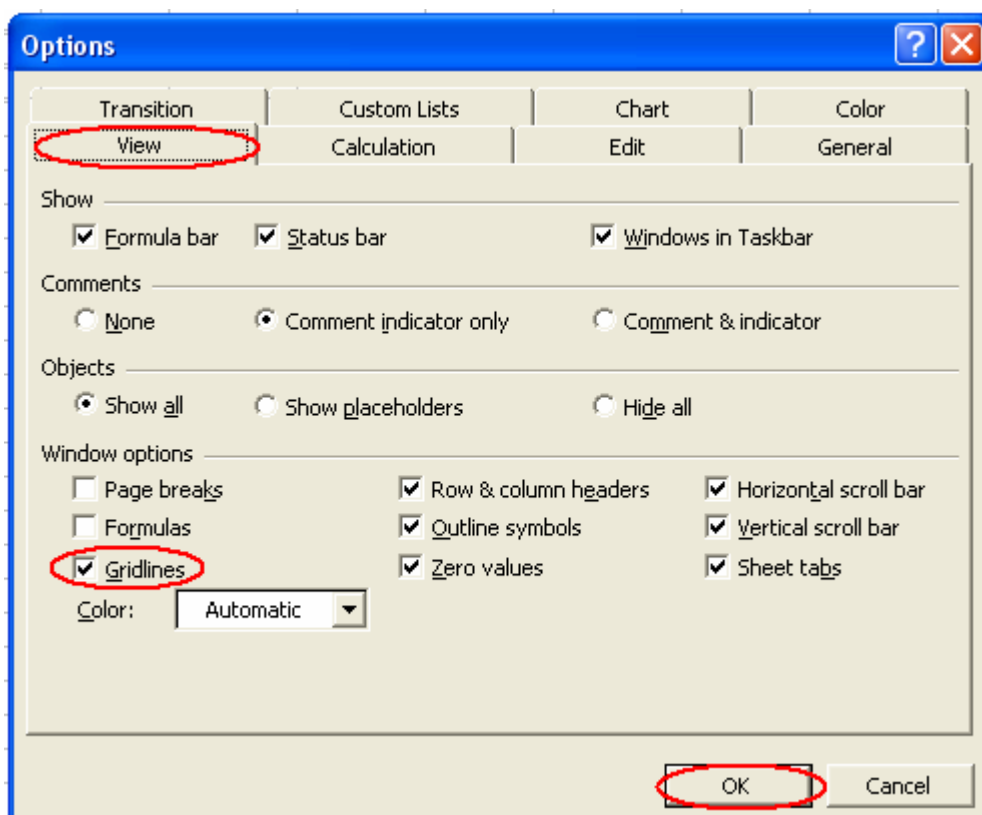 Options
Transition Custom Lists Chart Color
View Calculation Edit General
Show
Formula bar Status bar Windows in Taskbar
Comments
None Comment indicator only Comment & indicator
Objects
Show all Show placeholders Hide all
Window options
Page breaks Row & column headers Horizontal scroll bar
Formulas Outline symbols Vertical scroll bar
Gridlines Zero values Sheet tabs
Color: Automatic
OK Cancel